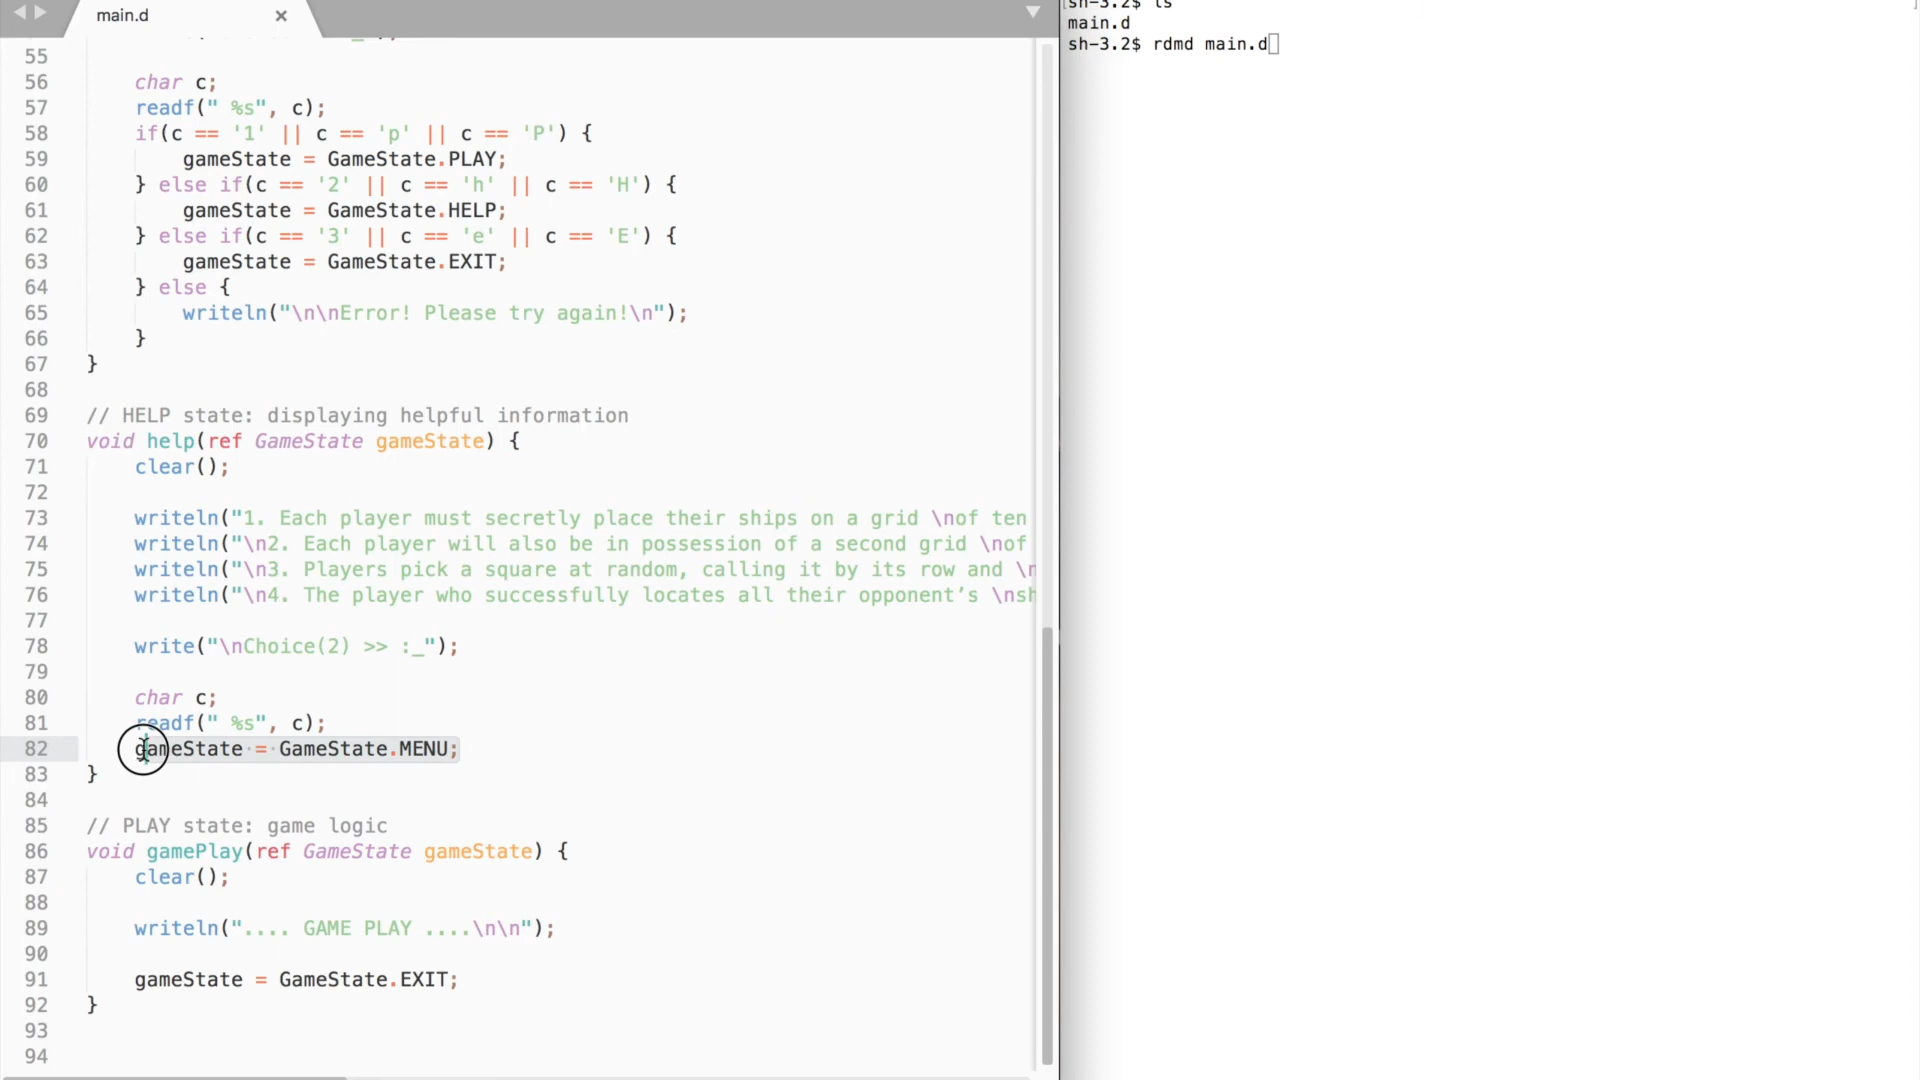 main.d
55
56 char c;
57 readf(" %s", c);
58 if(c == '1' || c == 'p' || c == 'P') {
59 gameState = GameState.PLAY;
60 } else if(c == '2' || c == 'h' || c == 'H') {
61 gameState = GameState.HELP;
62 } else if(c == '3' || c == 'e' || c == 'E') {
63 gameState = GameState.EXIT;
64 } else {
65 writeln("\n\nError! Please try again!\n");
66 }
67 }
68
69 // HELP state: displaying helpful information
70 void help(ref GameState gameState) {
71 clear();
72
73 writeln("1. Each player must secretly place their ships on a grid \nof ten
74 writeln("\n2. Each player will also be in possession of a second grid \nof
75 writeln("\n3. Players pick a square at random, calling it by its row and \n
76 writeln("\n4. The player who successfully locates all their opponent’s \nsh
77
78 write("\nChoice(2) >> :_");
79
80 char c;
81 readf(" %s", c);
82 gameState = GameState.MENU;
83 }
84
85 // PLAY state: game logic
86 void gamePlay(ref GameState gameState) {
87 clear();
88
89 writeln(".... GAME PLAY ....\n\n");
90
91 gameState = GameState.EXIT;
92 }
93
94
sh-3.2$ ls
main.d
sh-3.2$ rdmd main.d